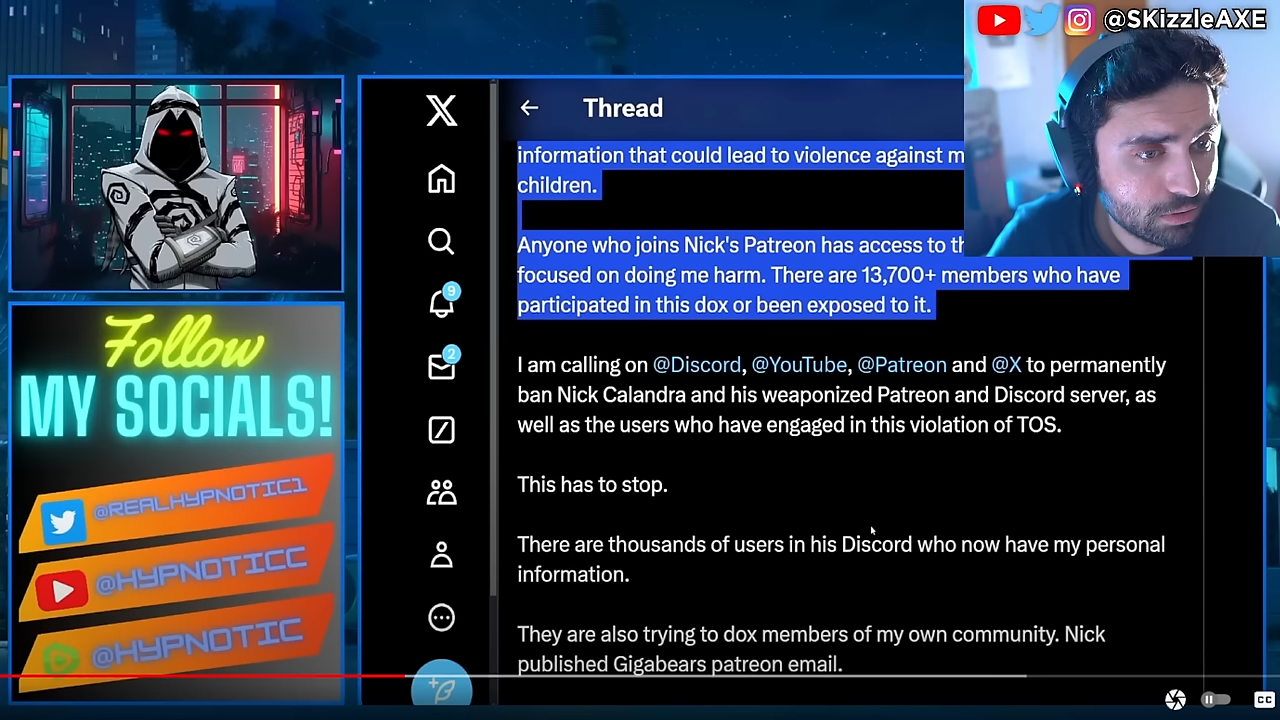 @SKizzleAXE
Thread
information that could lead to violence against m
children.
Anyone who joins Nick's Patreon has access to th
focused on doing me harm. There are 13,700+ members who have
participated in this dox or been exposed to it.
I am calling on @Discord, @YouTube, @Patreon and @X to permanently
ban Nick Calandra and his weaponized Patreon and Discord server, as
well as the users who have engaged in this violation of TOS.
This has to stop.
There are thousands of users in his Discord who now have my personal
information.
They are also trying to dox members of my own community. Nick
published Gigabears patreon email.
9
2
Follow
MY SOCIALS!
@REALHYPNOTIC1
@HYPNOTICC
@HYPNOTIC
CC